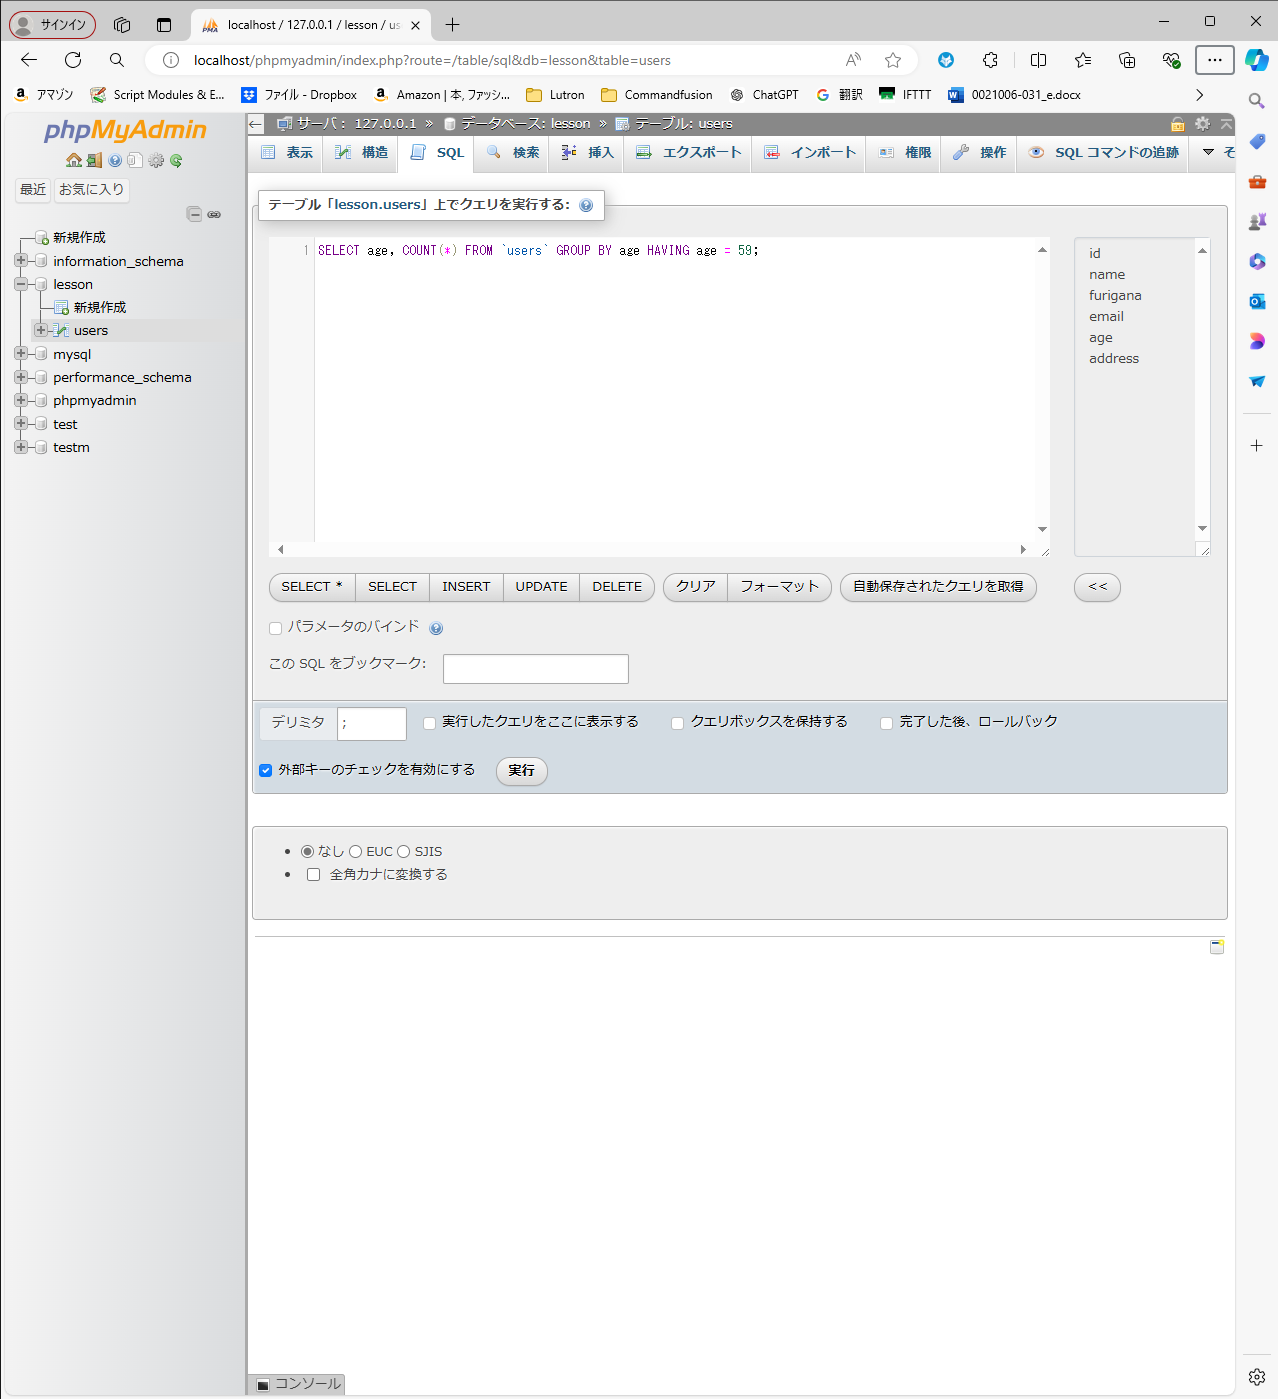 サインイン
localhost / 127.0.0.1 / lesson / us
localhost/phpmyadmin/index.php?route=/table/sql&db=lesson&table=users
アマゾン
Script Modules & E...
ファイル - Dropbox
Amazon | 本, ファッシ...
Lutron
Commandfusion
ChatGPT
翻訳
IFTTT
0021006-031_e.docx
phpMyAdmin
最近
お気に入り
新規作成
information_schema
lesson
新規作成
users
mysql
performance_schema
phpmyadmin
test
testm
サーバ： 127.0.0.1 » データベース: lesson » テーブル: users
表示
構造
SQL
検索
挿入
エクスポート
インポート
権限
操作
SQL コマンドの追跡
そ
テーブル「lesson.users」上でクエリを実行する:
1 SELECT age, COUNT(*) FROM `users` GROUP BY age HAVING age = 59;
id
name
furigana
email
age
address
SELECT *
SELECT
INSERT
UPDATE
DELETE
クリア
フォーマット
自動保存されたクエリを取得
<<
パラメータのバインド
この SQL をブックマーク:
デリミタ ;
実行したクエリをここに表示する
クエリボックスを保持する
完了した後、ロールバック
外部キーのチェックを有効にする
実行
なし EUC SJIS
全角カナに変換する
コンソール